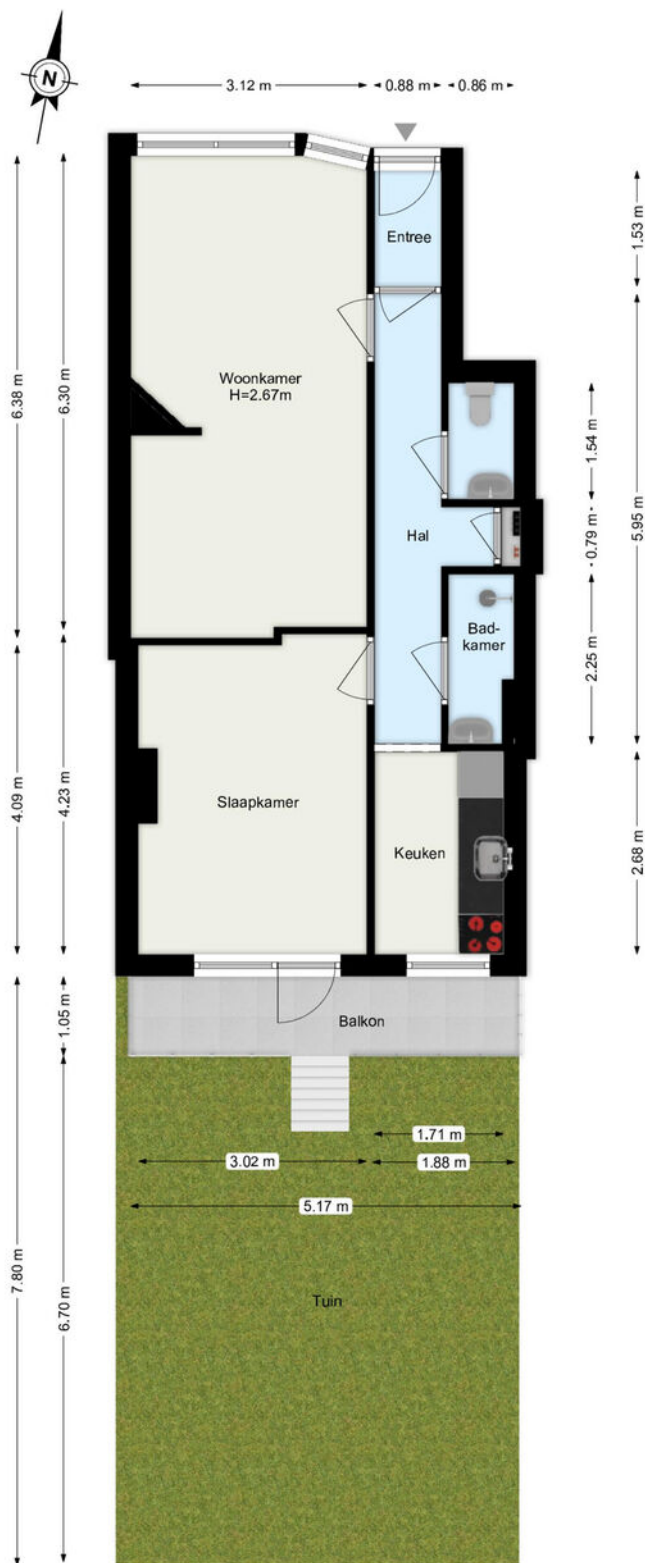 N
3.12 m
0.88 m
0.86 m
Entree
1.53 m
Woonkamer
H=2.67m
6.38 m
6.30 m
1.54 m
0.79 m
5.95 m
Hal
Bad-
kamer
2.25 m
Slaapkamer
4.09 m
4.23 m
Keuken
2.68 m
Balkon
1.05 m
1.71 m
3.02 m
1.88 m
5.17 m
Tuin
7.80 m
6.70 m